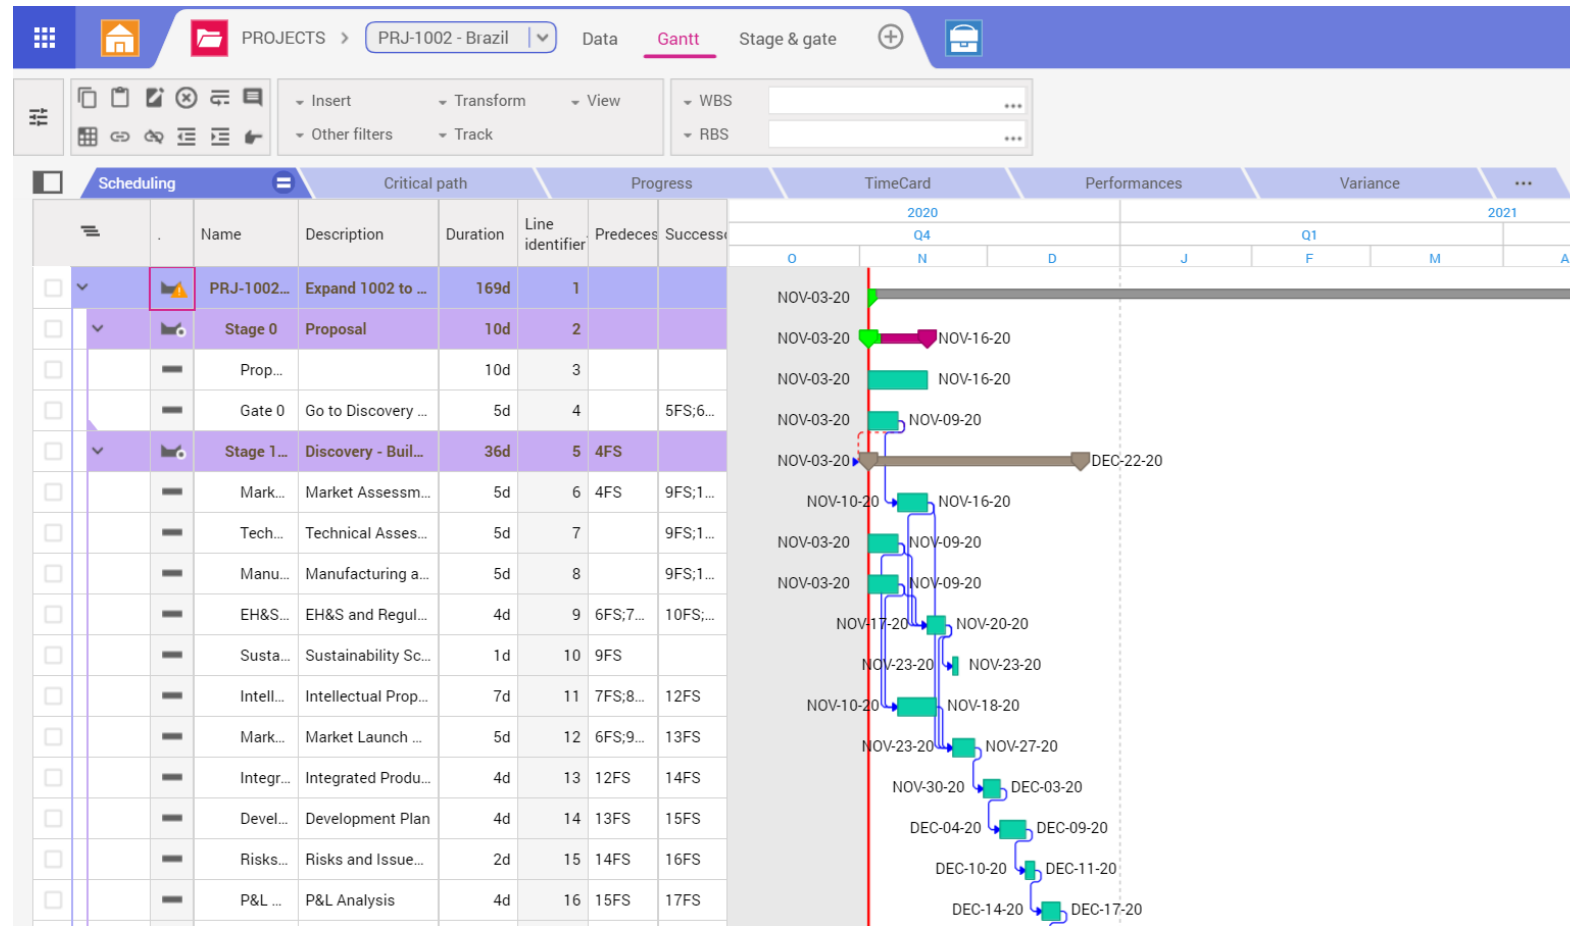 PROJECTS > PRJ-1002 - Brazil Data Gantt Stage & gate
Insert Transform View WBS ...
Other filters Track RBS ...
Scheduling Critical path Progress TimeCard Performances Variance ...
. Name Description Duration Line identifier Predeces Success
2020 2021
Q4 Q1
O N D J F M A
PRJ-1002... Expand 1002 to ... 169d 1 NOV-03-20
Stage 0 Proposal 10d 2 NOV-03-20 NOV-16-20
Prop... 10d 3 NOV-03-20 NOV-16-20
Gate 0 Go to Discovery ... 5d 4 5FS;6... NOV-03-20 NOV-09-20
Stage 1... Discovery - Buil... 36d 5 4FS NOV-03-20 DEC-22-20
Mark... Market Assessm... 5d 6 4FS 9FS;1... NOV-10-20 NOV-16-20
Tech... Technical Asses... 5d 7 9FS;1... NOV-03-20 NOV-09-20
Manu... Manufacturing a... 5d 8 9FS;1... NOV-03-20 NOV-09-20
EH&S... EH&S and Regul... 4d 9 6FS;7... 10FS;... NOV-17-20 NOV-20-20
Susta... Sustainability Sc... 1d 10 9FS NOV-23-20 NOV-23-20
Intell... Intellectual Prop... 7d 11 7FS;8... 12FS NOV-10-20 NOV-18-20
Mark... Market Launch ... 5d 12 6FS;9... 13FS NOV-23-20 NOV-27-20
Integr... Integrated Produ... 4d 13 12FS 14FS NOV-30-20 DEC-03-20
Devel... Development Plan 4d 14 13FS 15FS DEC-04-20 DEC-09-20
Risks... Risks and Issue... 2d 15 14FS 16FS DEC-10-20 DEC-11-20
P&L ... P&L Analysis 4d 16 15FS 17FS DEC-14-20 DEC-17-20